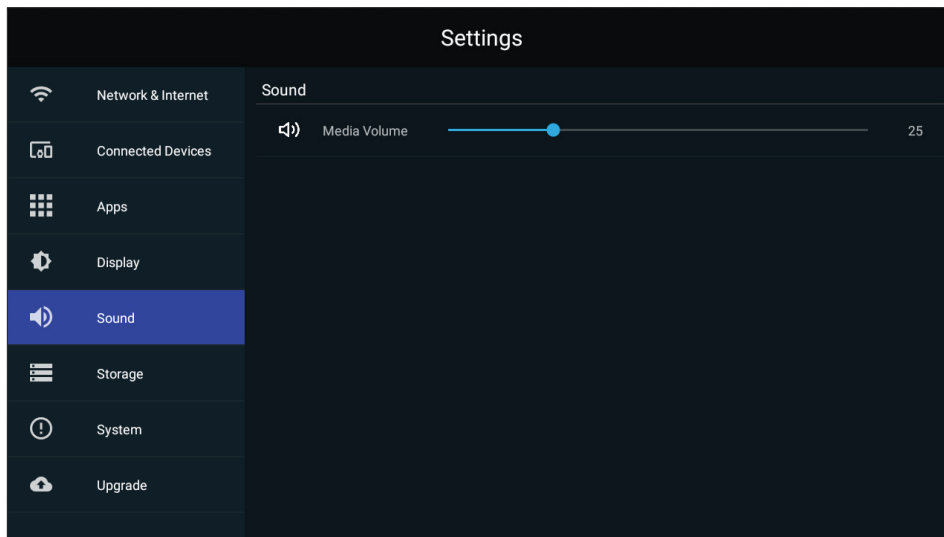 Settings
Network & Internet
Connected Devices
Apps
Display
Sound
Storage
System
Upgrade
Sound
Media Volume 25